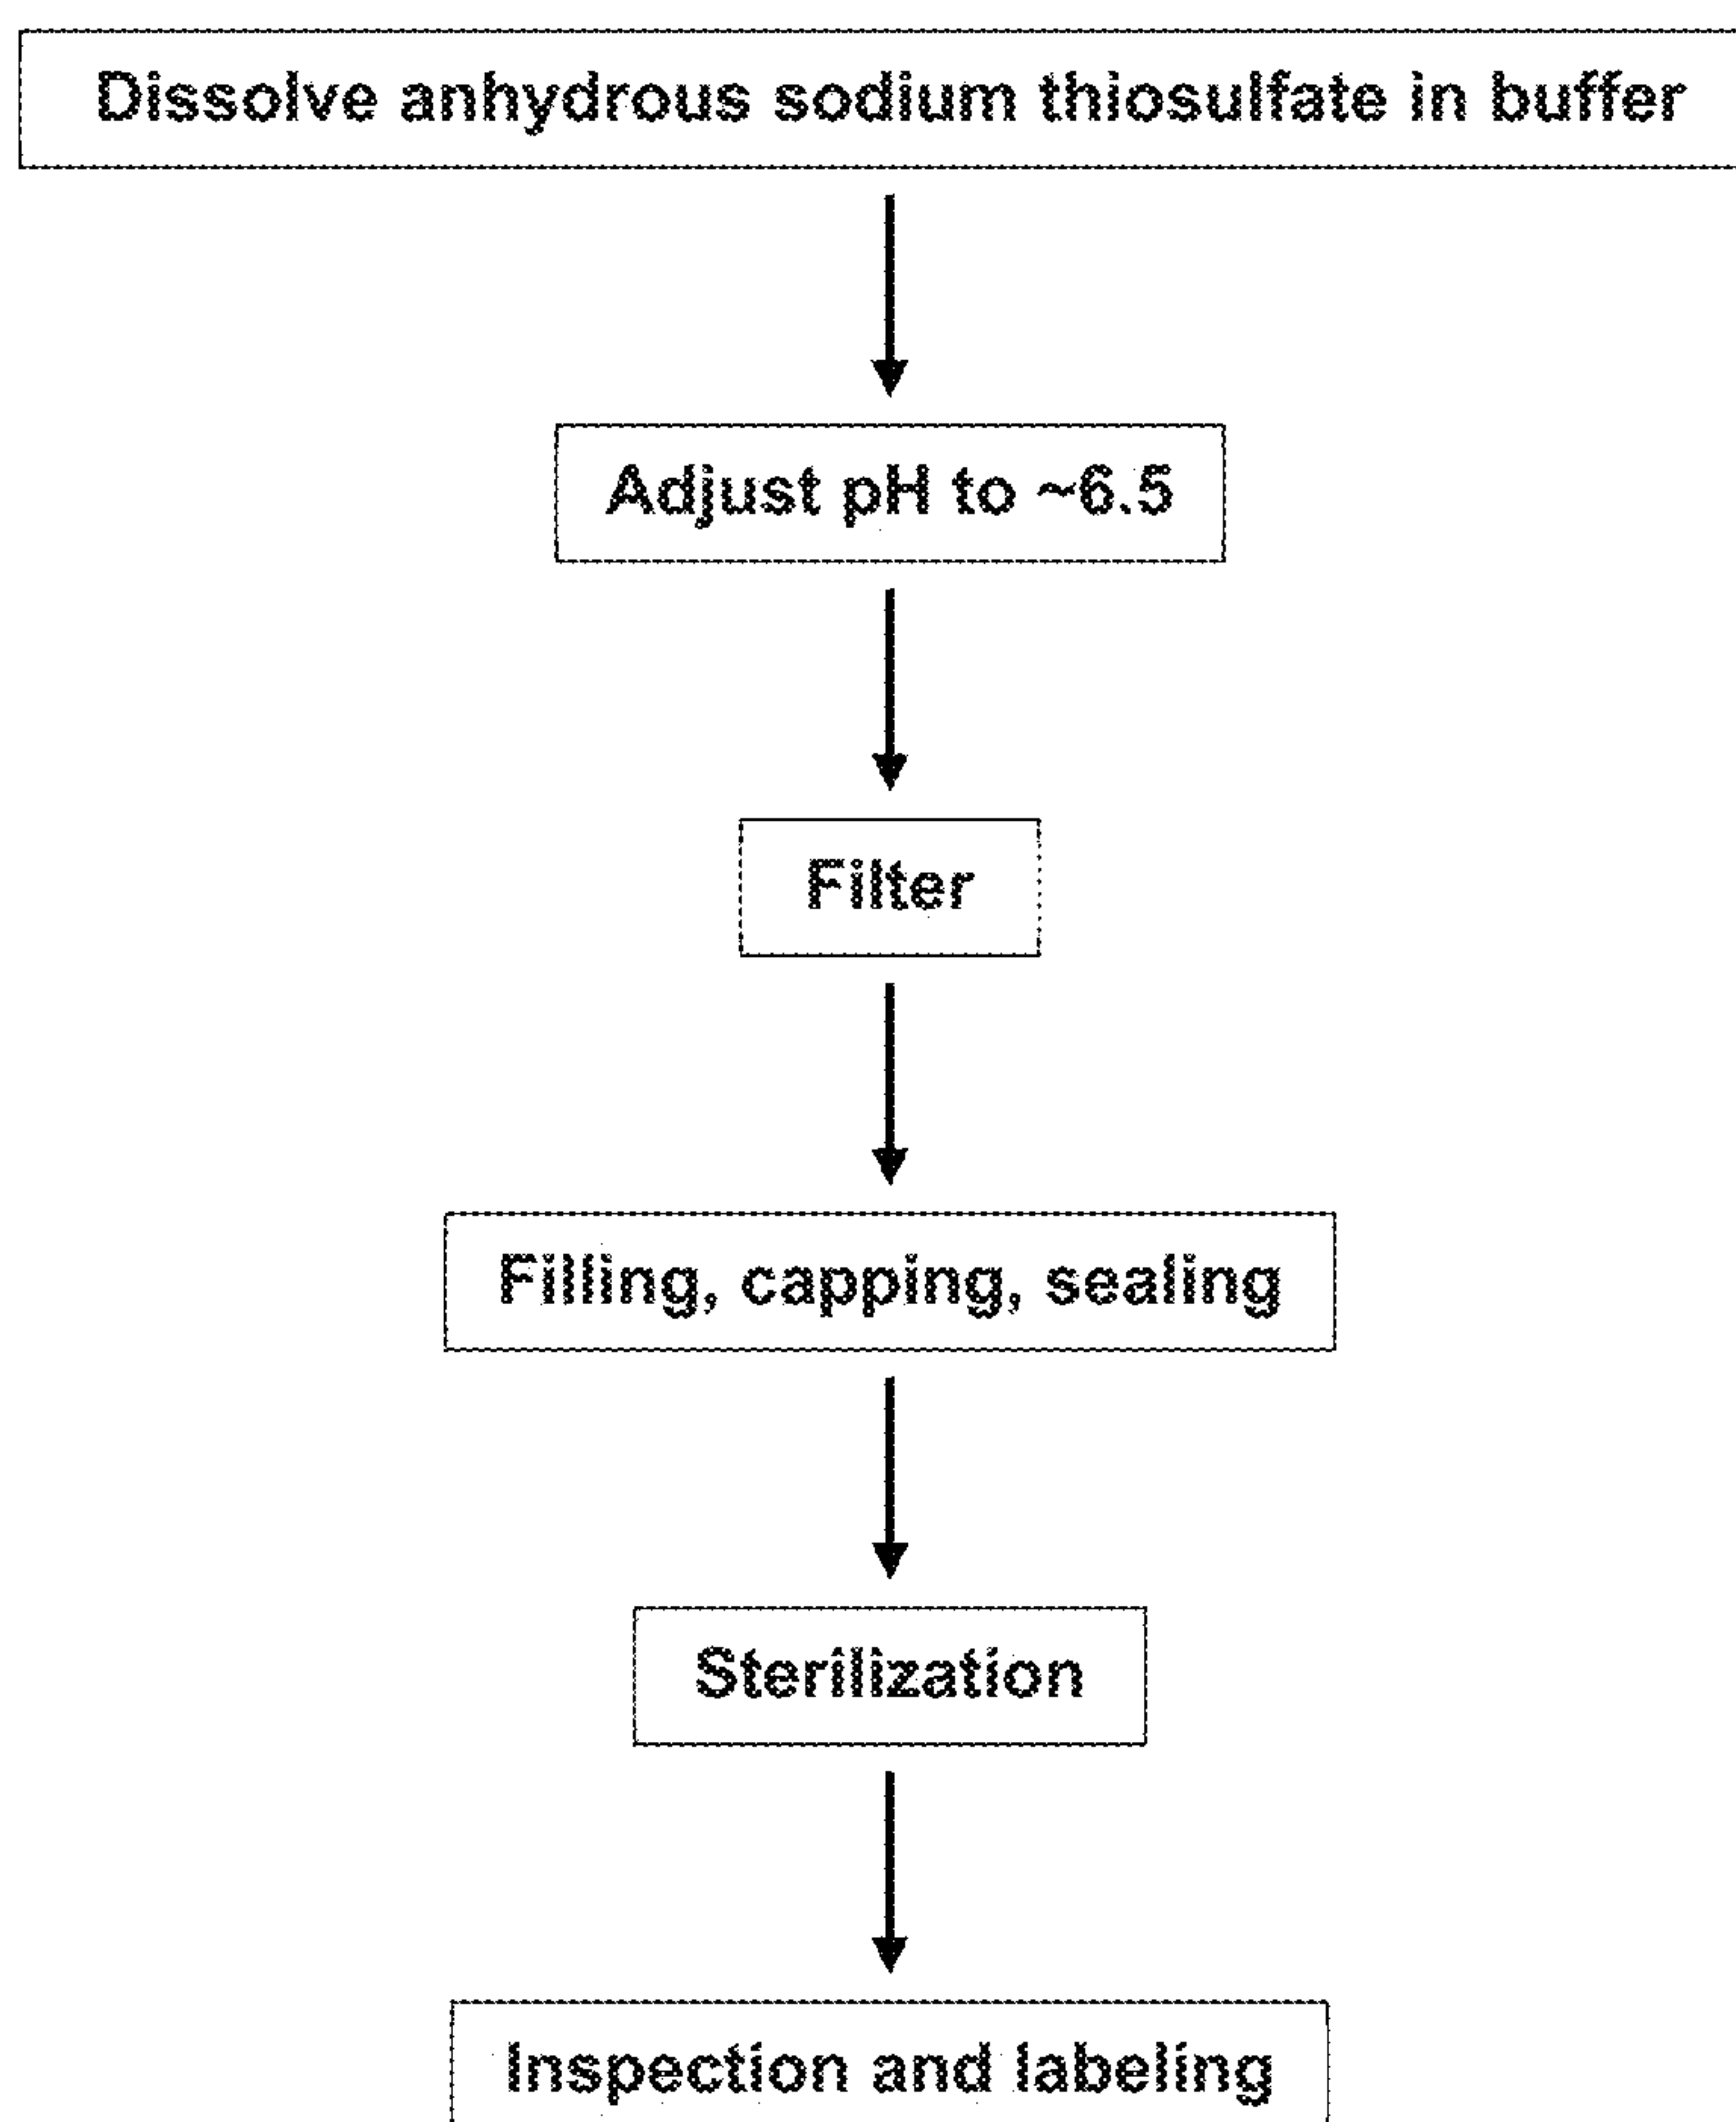 Dissolve anhydrous sodium thiosulfate in buffer
Adjust pH to ~6.5
Filter
Filling, capping, sealing
Sterilization
Inspection and labeling